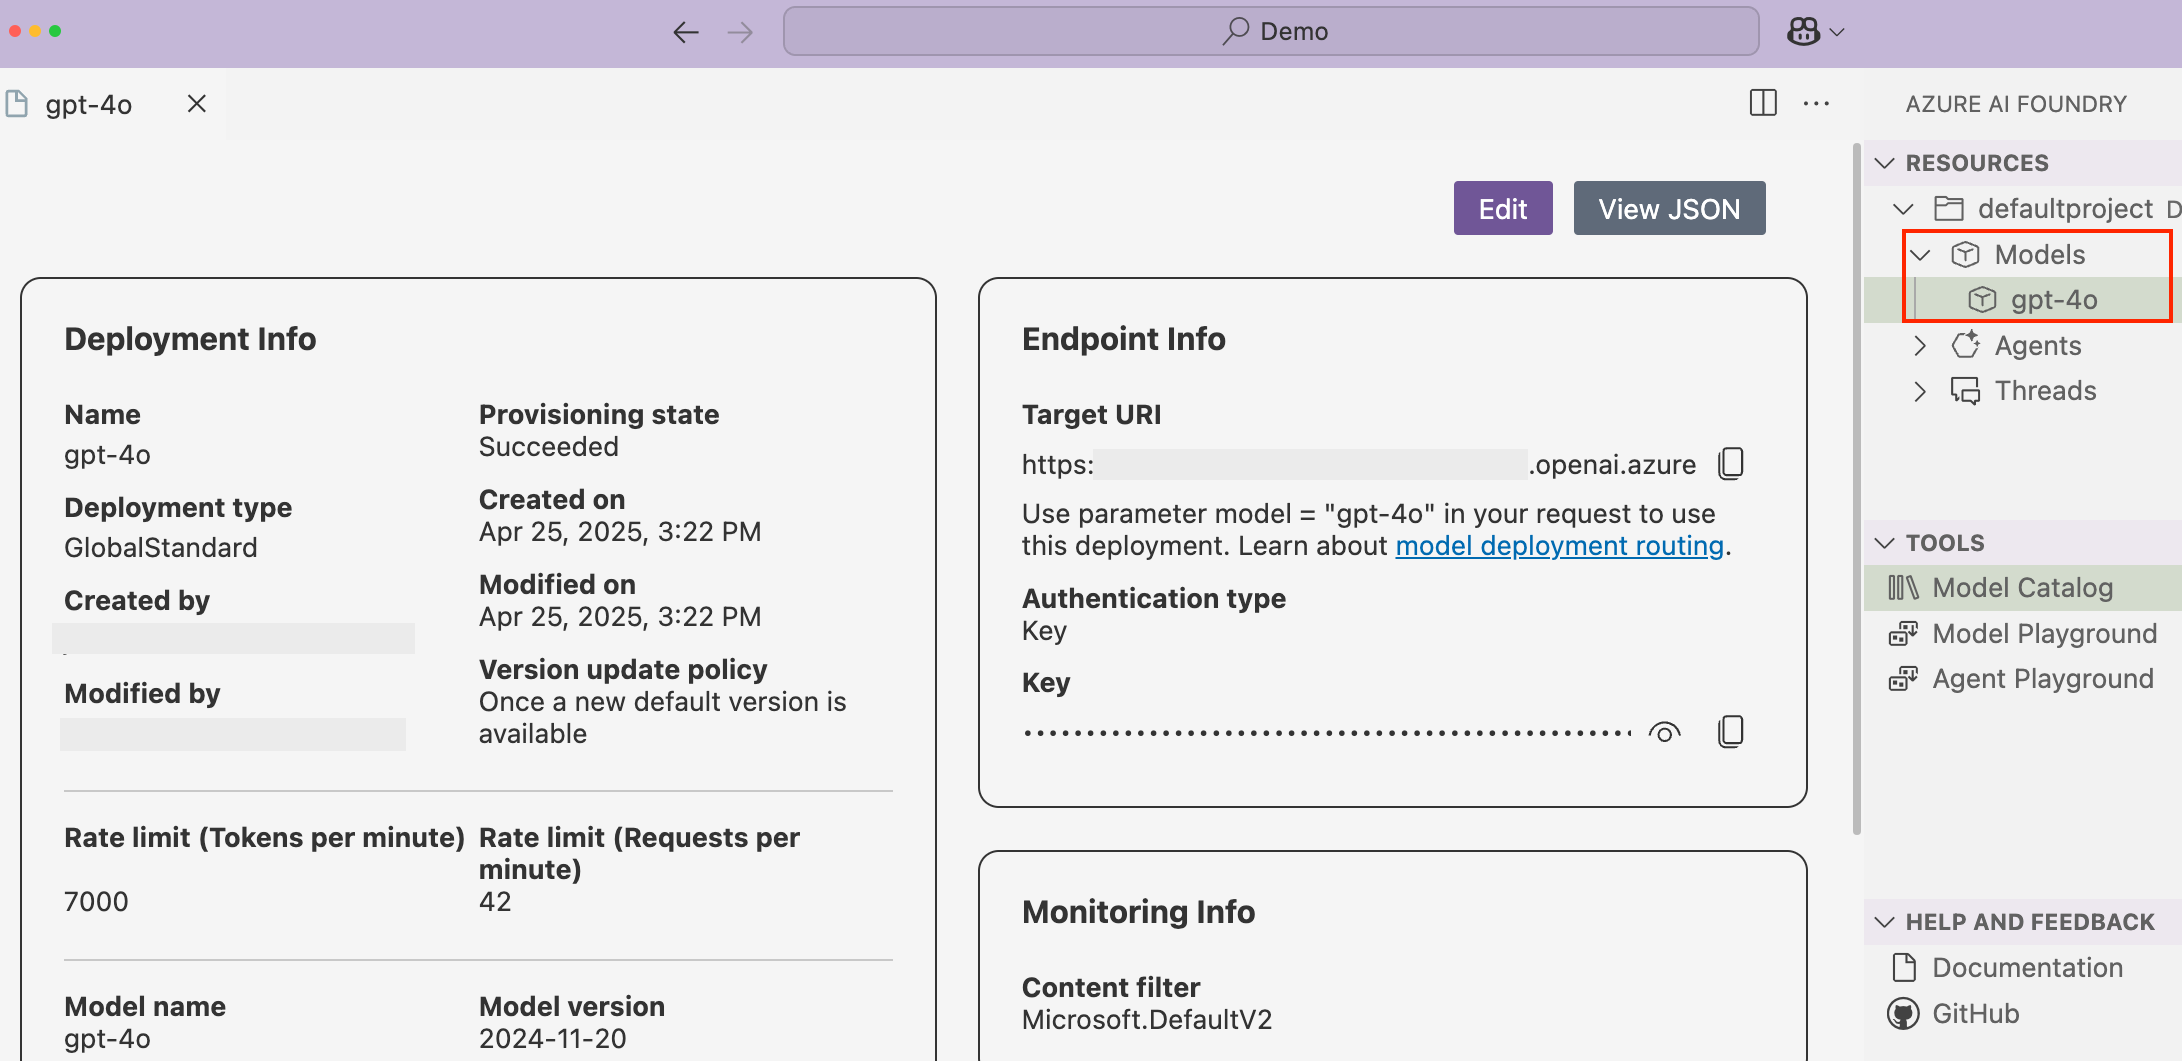 Demo
gpt-4o
Edit
View JSON
Deployment Info
Name
gpt-4o
Deployment type
GlobalStandard
Created by
Modified by
Provisioning state
Succeeded
Created on
Apr 25, 2025, 3:22 PM
Modified on
Apr 25, 2025, 3:22 PM
Version update policy
Once a new default version is
available
Rate limit (Tokens per minute)
7000
Rate limit (Requests per
minute)
42
Model name
gpt-4o
Model version
2024-11-20
Endpoint Info
Target URI
https: .openai.azure
Use parameter model = "gpt-4o" in your request to use
this deployment. Learn about model deployment routing.
Authentication type
Key
Key
Monitoring Info
Content filter
Microsoft.DefaultV2
AZURE AI FOUNDRY
RESOURCES
defaultproject D
Models
gpt-4o
Agents
Threads
TOOLS
Model Catalog
Model Playground
Agent Playground
HELP AND FEEDBACK
Documentation
GitHub